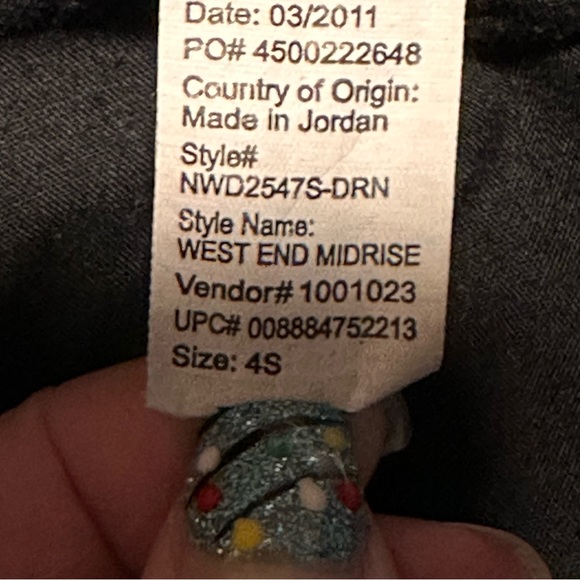 Date: 03/2011
PO# 4500222648
Country of Origin:
Made in Jordan
Style#
NWD2547S-DRN
Style Name:
WEST END MIDRISE
Vendor# 1001023
UPC# 008884752213
Size: 4S